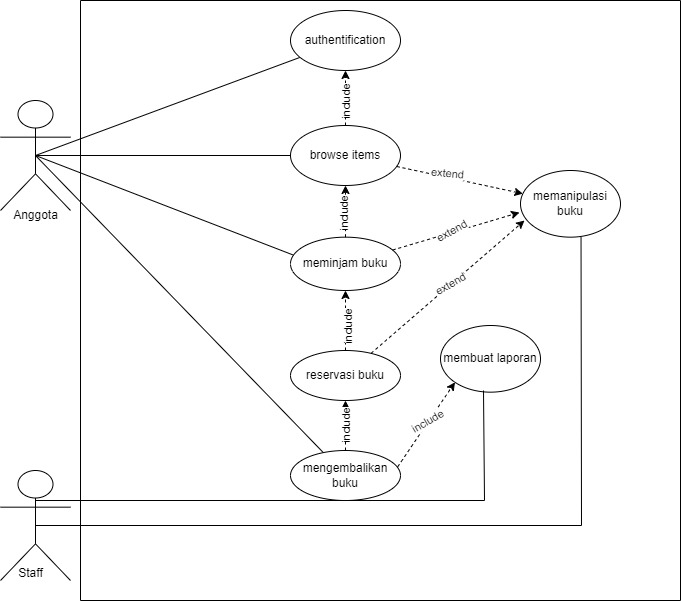 authentification
include
browse items
extend
memanipulasi
buku
Anggota
include
extend
meminjam buku
extend
include
membuat laporan
reservasi buku
include
include
mengembalikan
buku
Staff